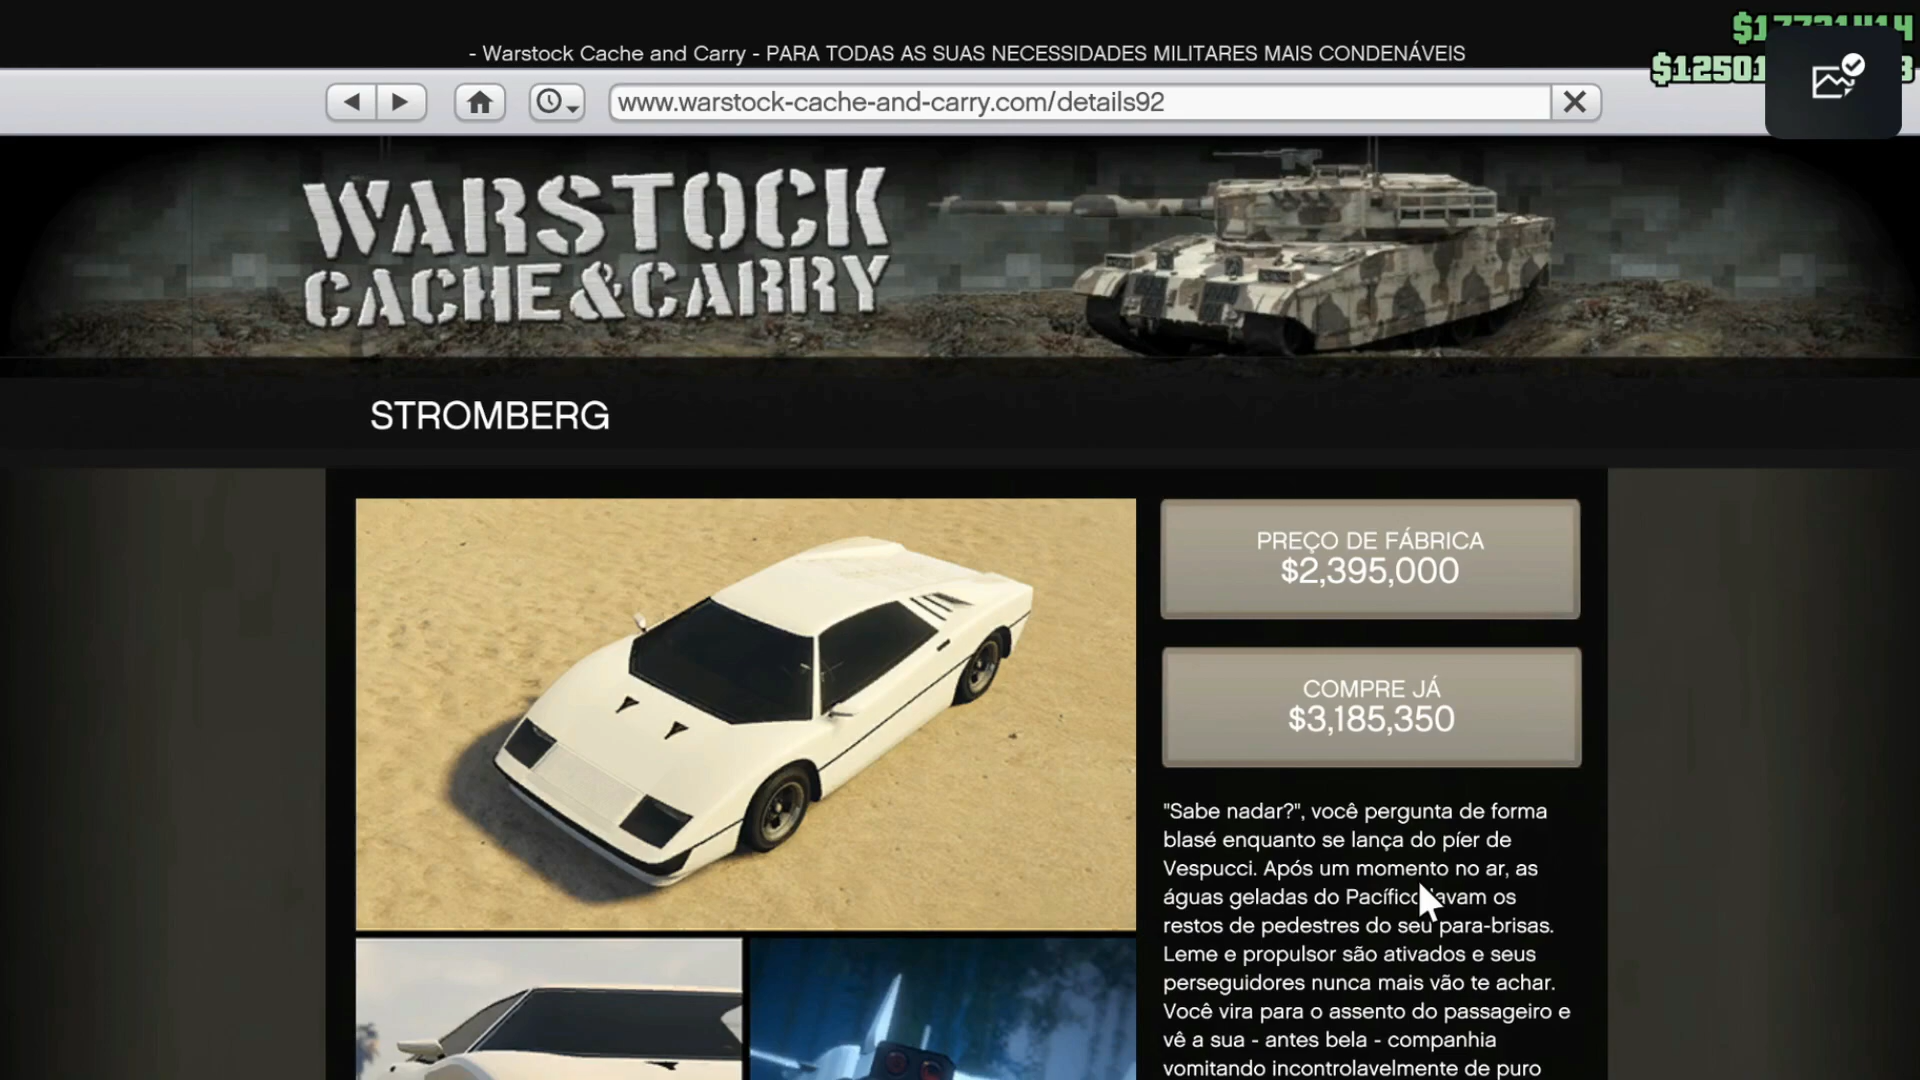 - Warstock Cache and Carry - PARA TODAS AS SUAS NECESSIDADES MILITARES MAIS CONDENÁVEIS
www.warstock-cache-and-carry.com/details92
WARSTOCK
CACHE&CARRY
STROMBERG
PREÇO DE FÁBRICA
$2,395,000
COMPRE JÁ
$3,185,350
"Sabe nadar?", você pergunta de forma
blasé enquanto se lança do píer de
Vespucci. Após um momento no ar, as
águas geladas do Pacífico lavam os
restos de pedestres do seu para-brisas.
Leme e propulsor são ativados e seus
perseguidores nunca mais vão te achar.
Você vira para o assento do passageiro e
vê a sua - antes bela - companhia
vomitando incontrolavelmente de puro